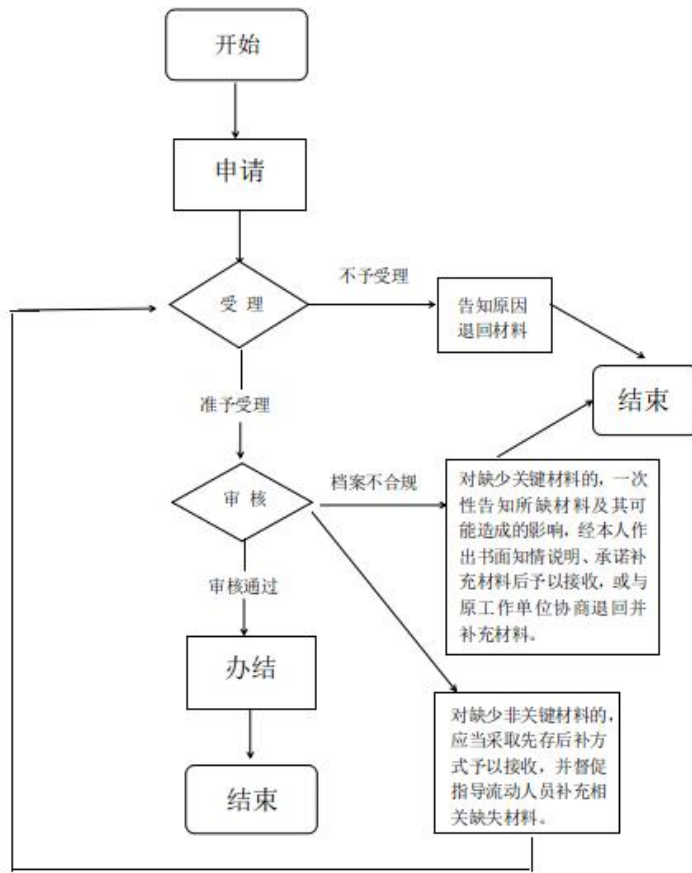 开始
申请
受 理
不予受理
告知原因
退回材料
结束
准予受理
审 核
档案不合规
对缺少关键材料的，一次
性告知所缺材料及其可
能造成的影响，经本人作
出书面知情说明、承诺补
充材料后予以接收，或与
原工作单位协商退回并
补充材料。
审核通过
办结
对缺少非关键材料的，
应当采取先存后补方
式予以接收，并督促
指导流动人员补充相
关缺失材料。
结束